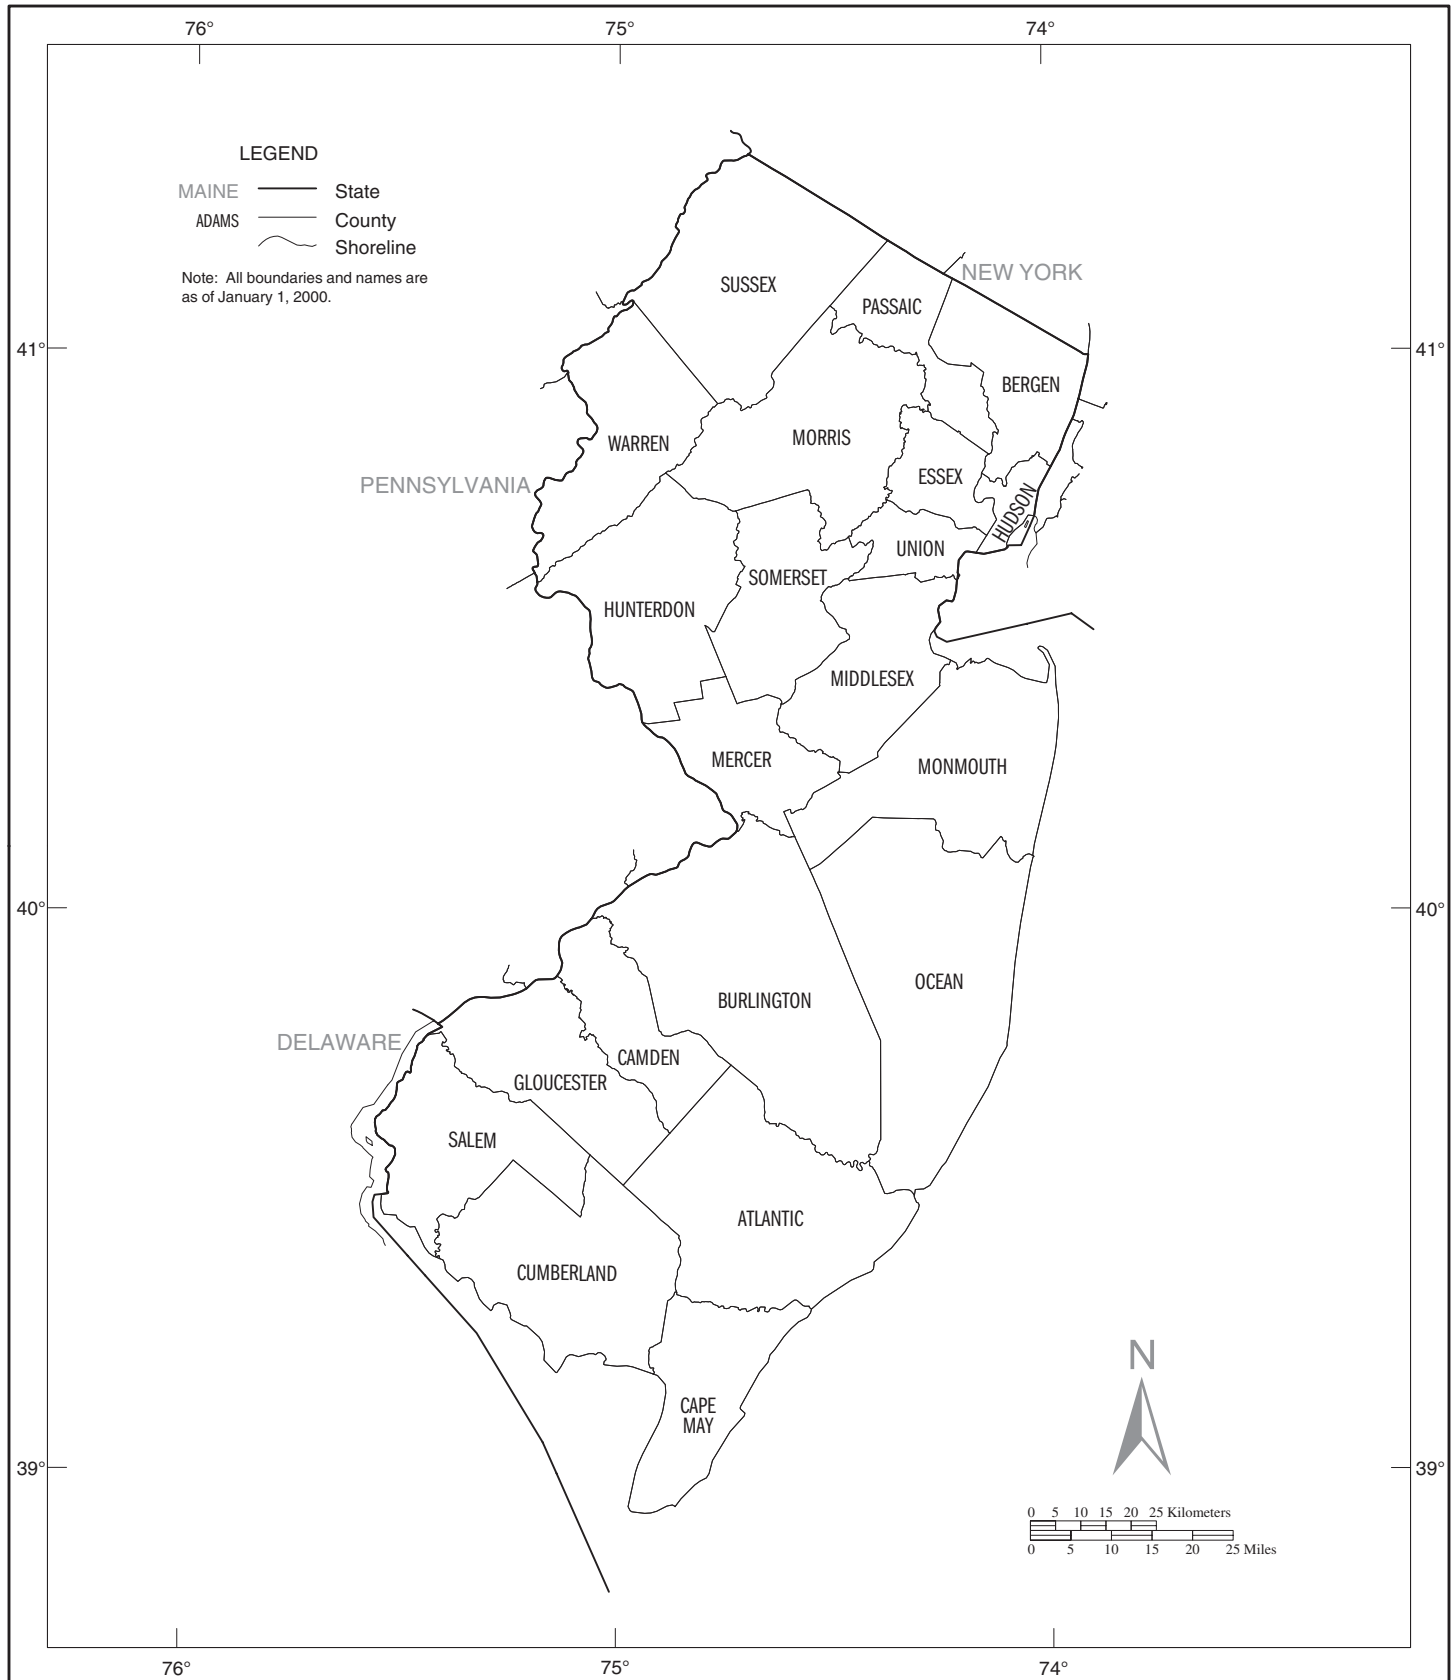 76°
75°
74°
LEGEND
MAINE State
ADAMS County
Shoreline
Note: All boundaries and names are
as of January 1, 2000.
SUSSEX
NEW YORK
PASSAIC
41°
41°
BERGEN
WARREN
MORRIS
PENNSYLVANIA
ESSEX
HUDSON
UNION
SOMERSET
HUNTERDON
MIDDLESEX
MERCER
MONMOUTH
40°
40°
OCEAN
BURLINGTON
DELAWARE
CAMDEN
GLOUCESTER
SALEM
ATLANTIC
CUMBERLAND
N
CAPE
MAY
39°
39°
0 5 10 15 20 25 Kilometers
0 5 10 15 20 25 Miles
76°
75°
74°